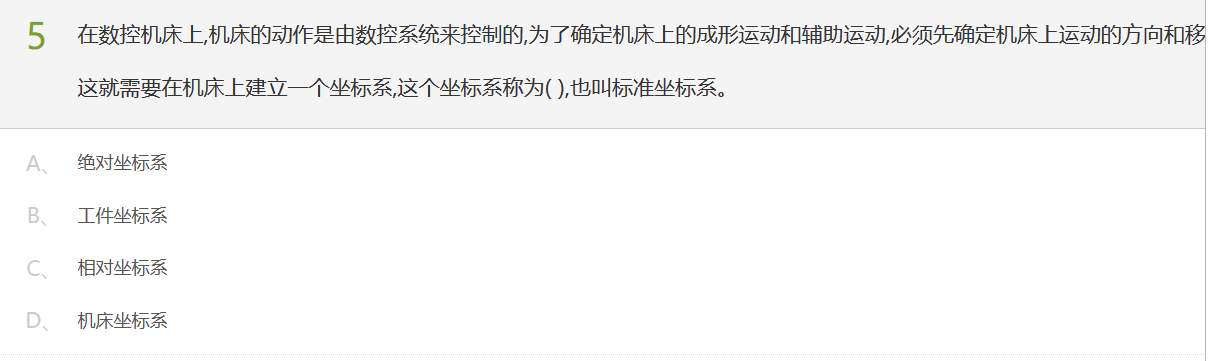 5
在数控机床上,机床的动作是由数控系统来控制的,为了确定机床上的成形运动和辅助运动,必须先确定机床上运动的方向和移
这就需要在机床上建立一个坐标系,这个坐标系称为( ),也叫标准坐标系。
A、 绝对坐标系
B、 工件坐标系
C、 相对坐标系
D、 机床坐标系